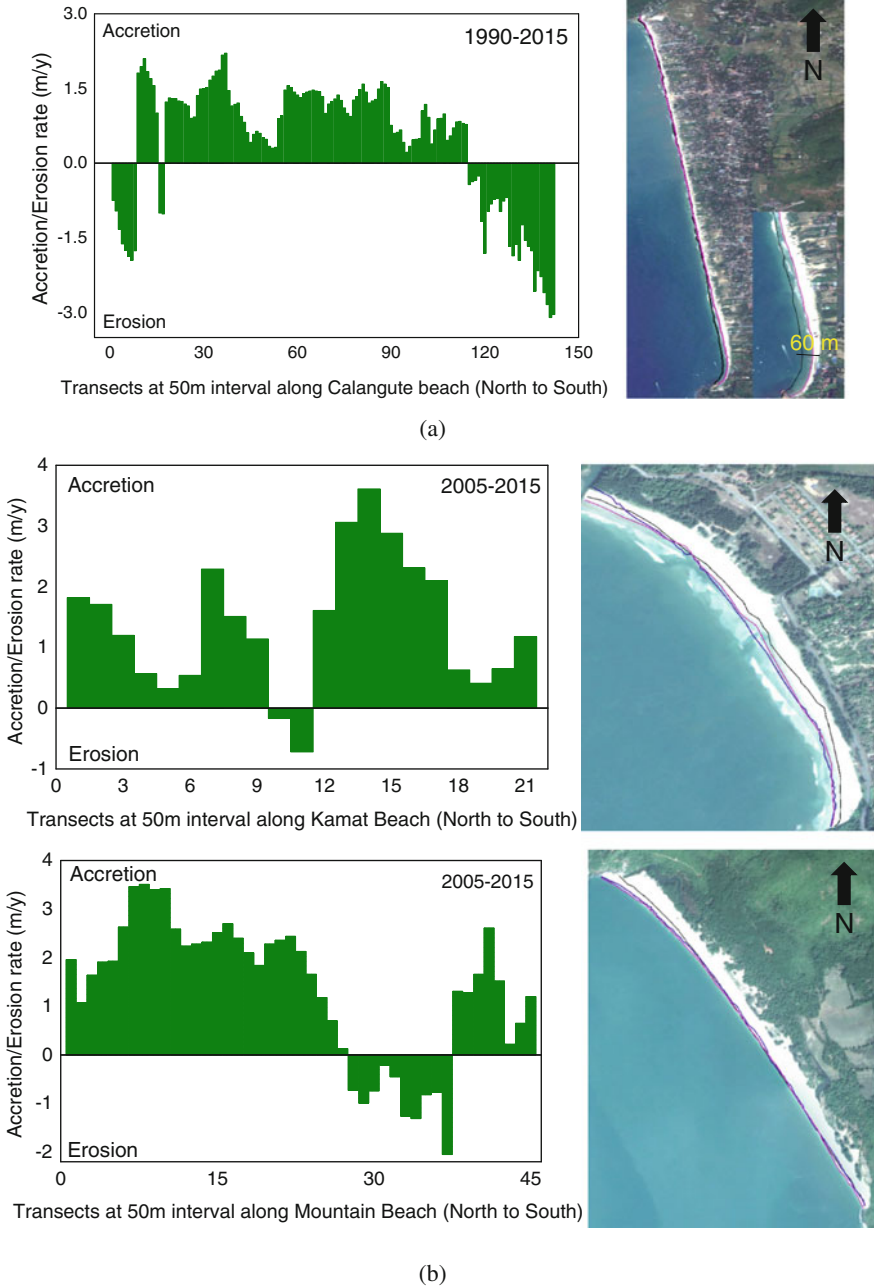 Accretion
1990-2015
3.0
1.5
0.0
-1.5
-3.0
Accretion/Erosion rate (m/y)
Erosion
0 30 60 90 120 150
Transects at 50m interval along Calangute beach (North to South)
N
60 m
(a)
Accretion
2005-2015
4
3
2
1
0
-1
Accretion/Erosion rate (m/y)
Erosion
0 3 6 9 12 15 18 21
Transects at 50m interval along Kamat Beach (North to South)
N
Accretion
2005-2015
4
3
2
1
0
-1
-2
Accretion/Erosion rate (m/y)
Erosion
0 15 30 45
Transects at 50m interval along Mountain Beach (North to South)
N
(b)